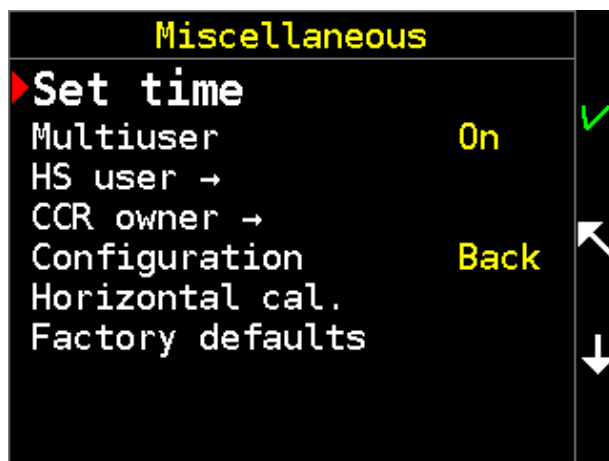 Miscellaneous
Set time
Multiuser On
HS user →
CCR owner →
Configuration Back
Horizontal cal.
Factory defaults